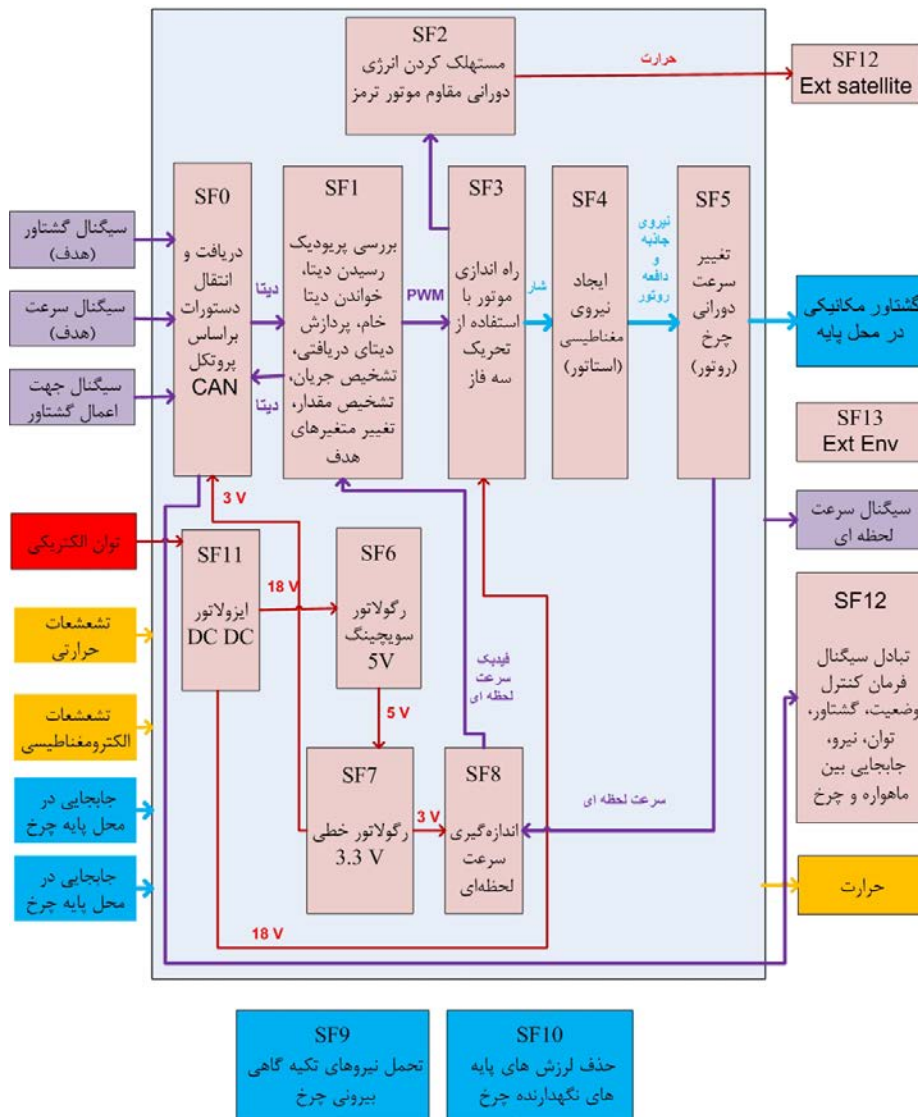 SF2
مستهلک کردن انرژی
دورانی مقاوم موتور ترمز
حرارت
SF12
Ext satellite
سیگنال گشتاور
(هدف)
سیگنال سرعت
(هدف)
سیگنال جهت
اعمال گشتاور
SF0
دریافت و
انتقال
دستورات
براساس
پروتکل
CAN
دیتا
دیتا
SF1
بررسی پریودیک
رسیدن دیتا،
خواندن دیتا
خام، پردازش
دیتای دریافتی،
تشخیص جریان،
تشخیص مقدار،
تغییر متغیرهای
هدف
PWM
SF3
راه اندازی
موتور با
استفاده از
تحریک
سه فاز
شار
SF4
ایجاد
نیروی
مغناطیسی
(استاتور)
نیروی
جاذبه
و
دافعه
روتور
SF5
تغییر
سرعت
دورانی
چرخ
(روتور)
گشتاور مکانیکی
در محل پایه
SF13
Ext Env
سیگنال سرعت
لحظه ای
توان الکتریکی
3 V
SF11
ایزولاتور
DC DC
18 V
SF6
رگولاتور
سویچینگ
5V
5 V
فیدبک
سرعت
لحظه ای
SF12
تبادل سیگنال
فرمان کنترل
وضعیت، گشتاور،
توان، نیرو،
جابجایی بین
ماهواره و چرخ
تشعشعات
حرارتی
تشعشعات
الکترومغناطیسی
جابجایی در
محل پایه چرخ
جابجایی در
محل پایه چرخ
SF7
رگولاتور خطی
3.3 V
3 V
SF8
اندازه‌گیری
سرعت
لحظه‌ای
سرعت لحظه ای
حرارت
18 V
SF9
تحمل نیروهای تکیه گاهی
بیرونی چرخ
SF10
حذف لرزش های پایه
های نگهدارنده چرخ